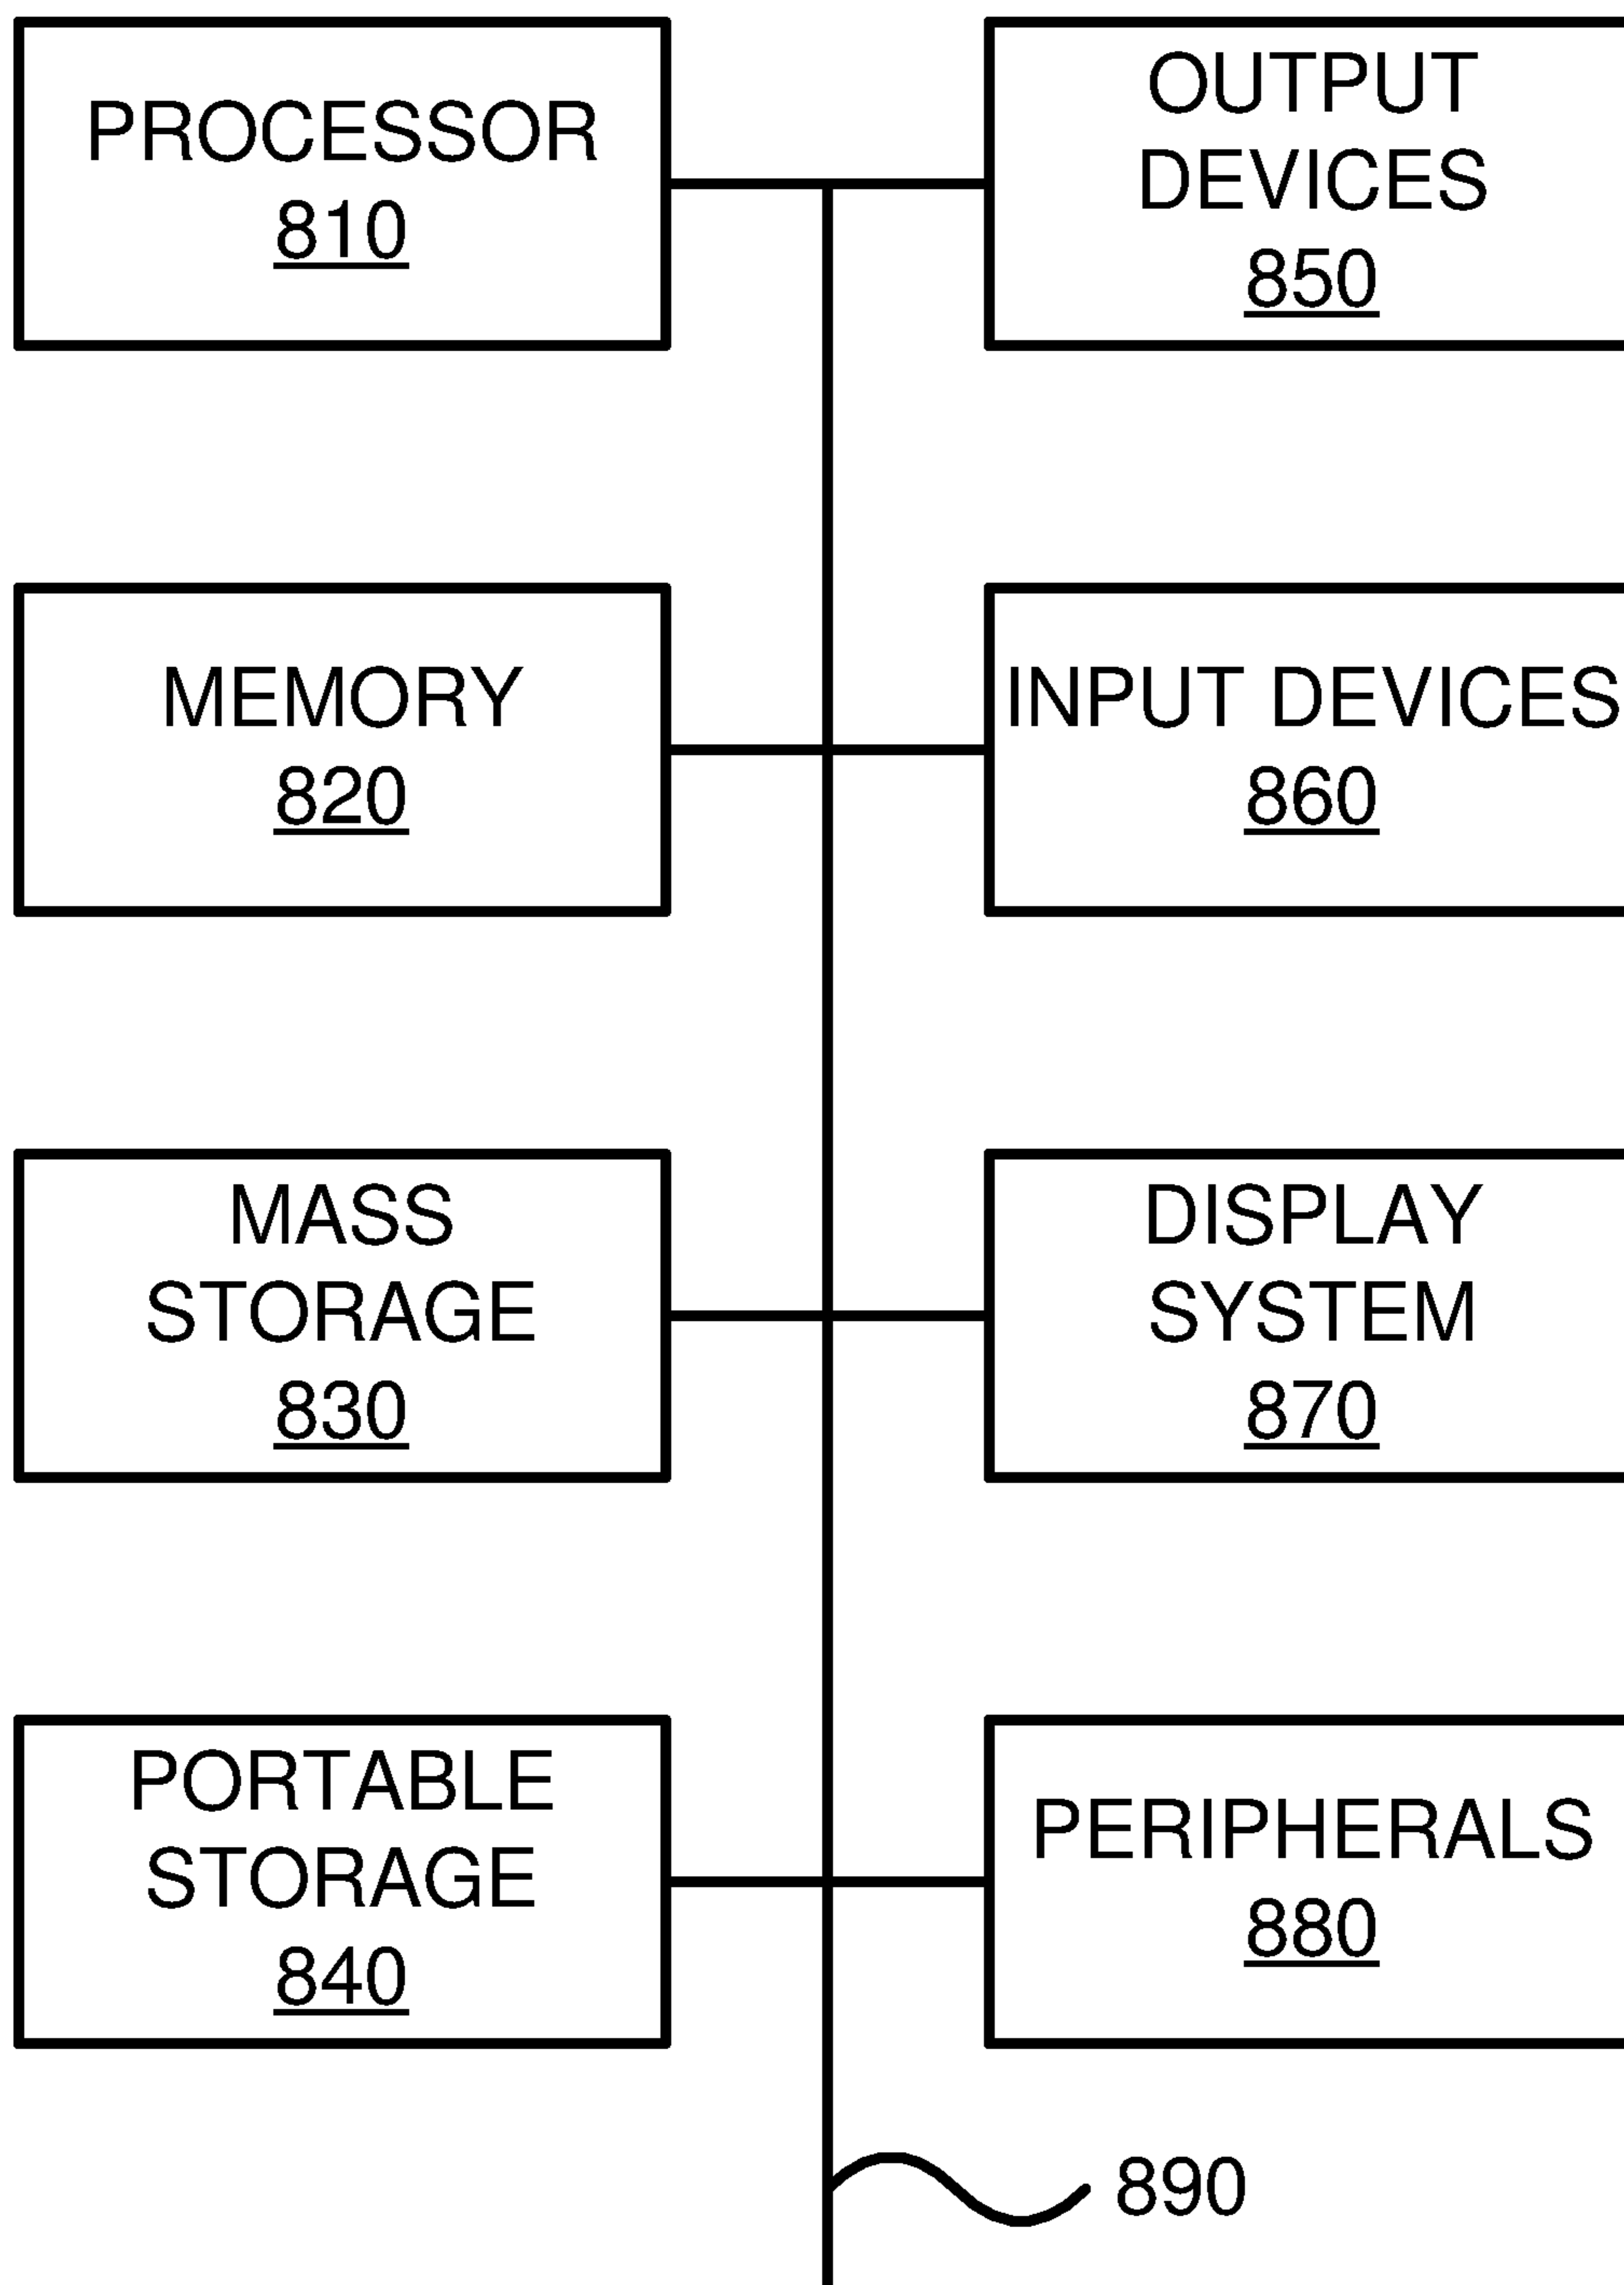 PROCESSOR
810
OUTPUT
DEVICES
850
MEMORY
820
INPUT DEVICES
860
MASS
STORAGE
830
DISPLAY
SYSTEM
870
PORTABLE
STORAGE
840
PERIPHERALS
880
890